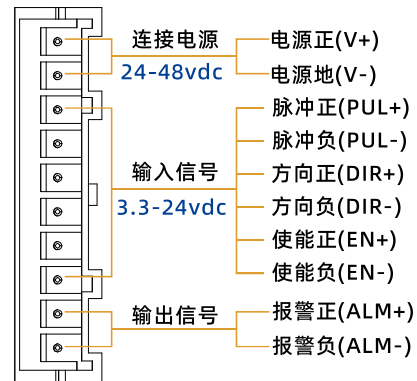 连接电源
24-48vdc
电源正(V+)
电源地(V-)
输入信号
3.3-24vdc
脉冲正(PUL+)
脉冲负(PUL-)
方向正(DIR+)
方向负(DIR-)
使能正(EN+)
使能负(EN-)
输出信号
报警正(ALM+)
报警负(ALM-)